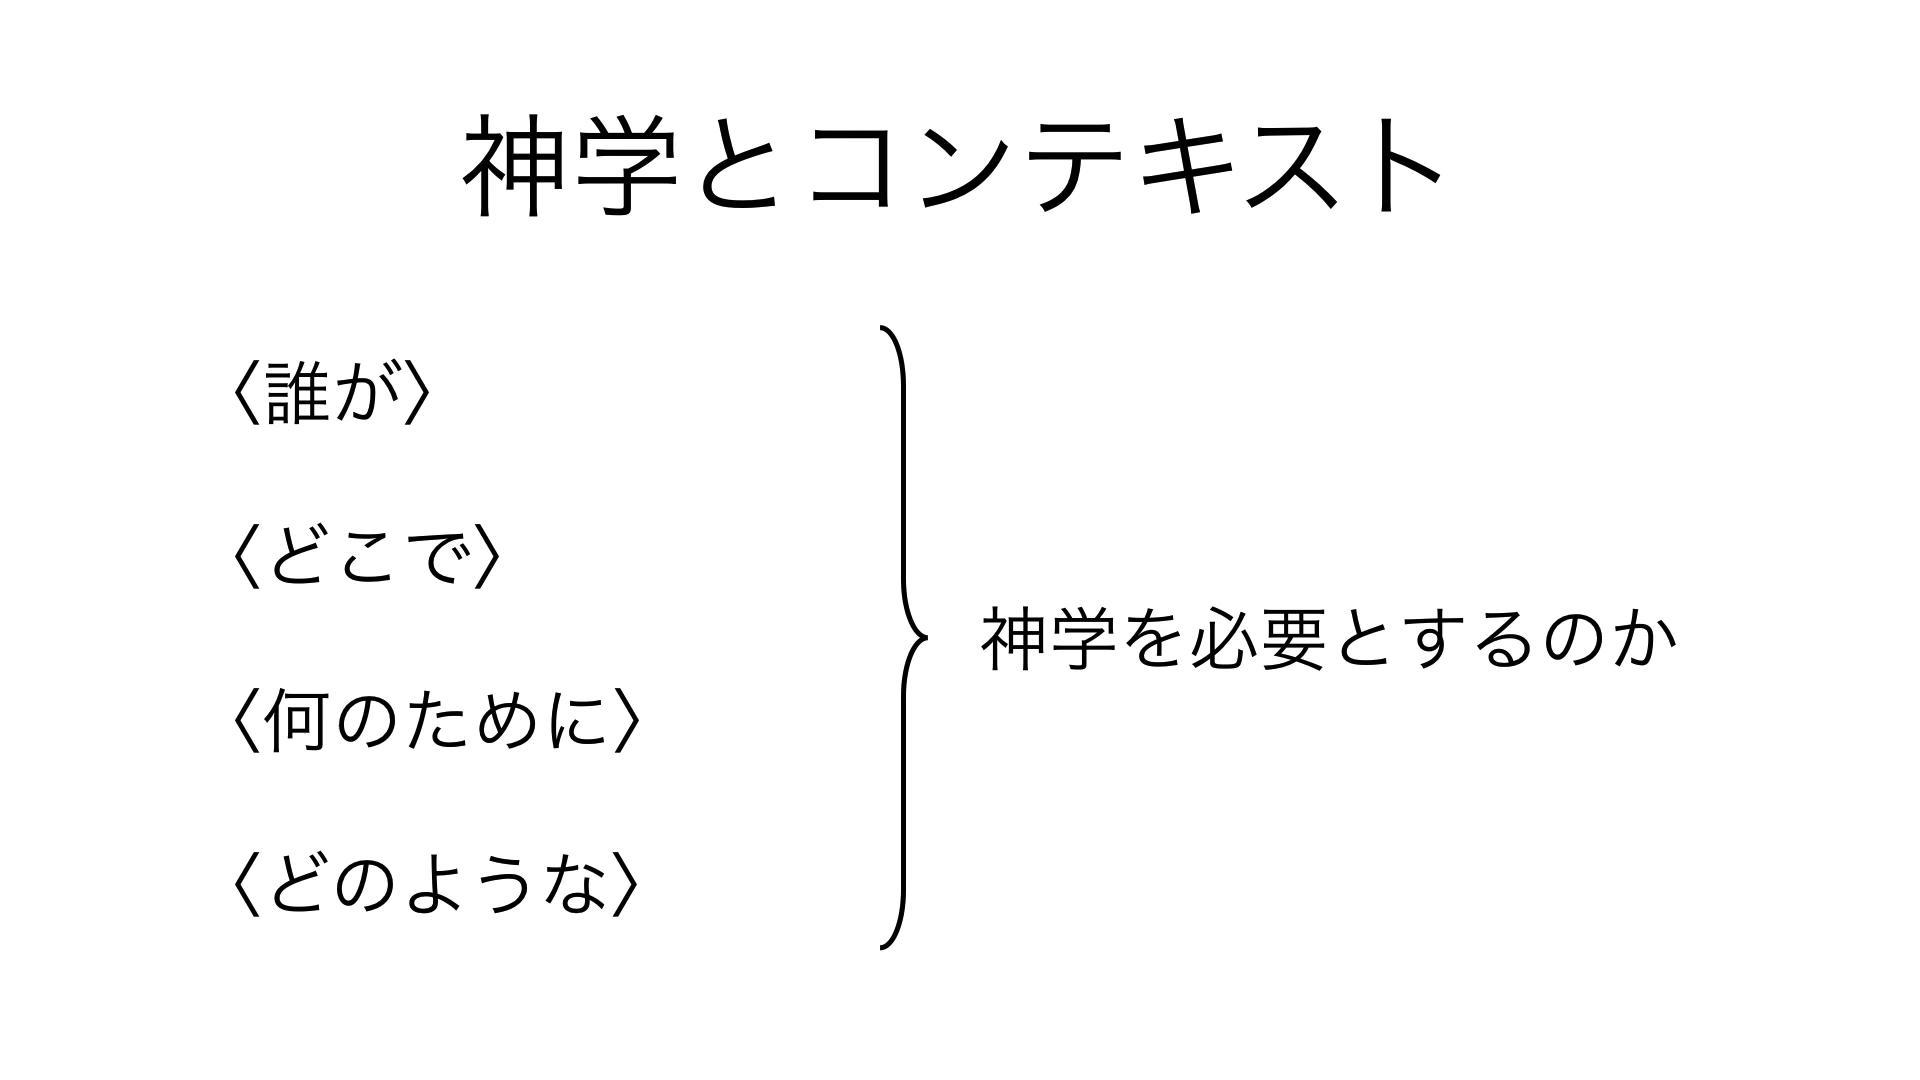 神学とコンテキスト
〈誰が〉
〈どこで〉
〈何のために〉
〈どのような〉
神学を必要とするのか